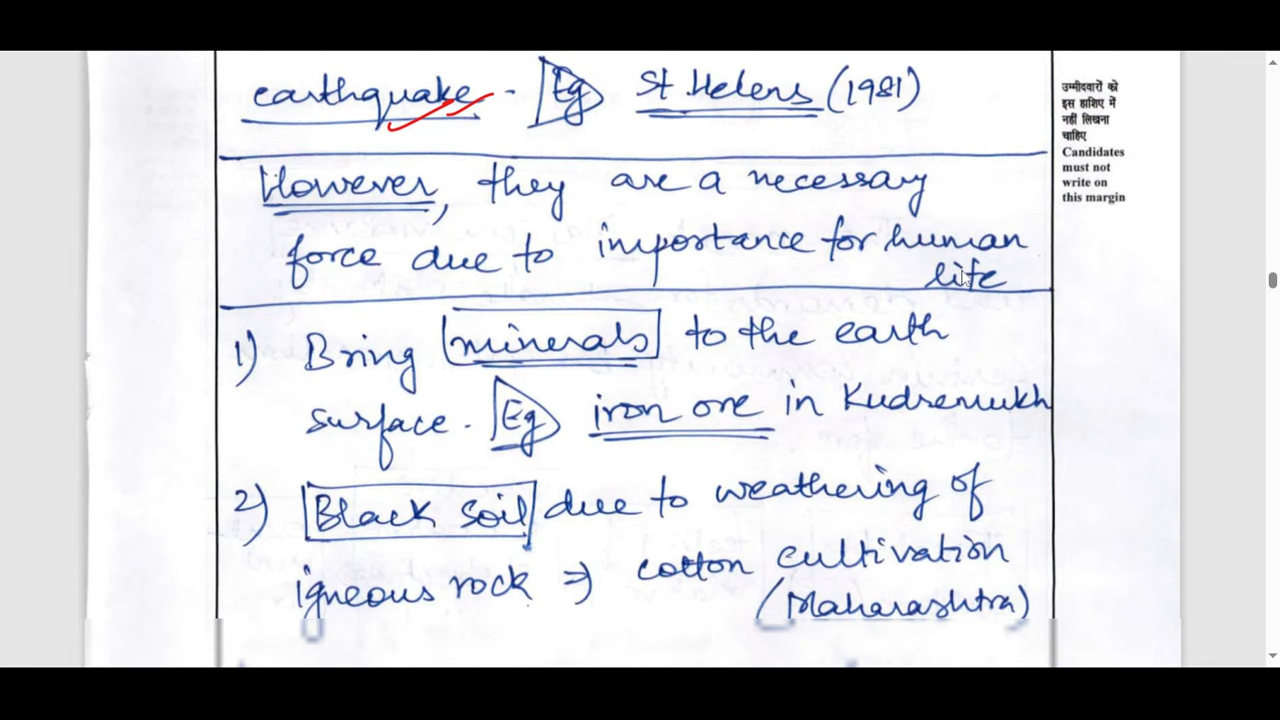 earthquake - Eg St Helens (1981)
However, they are a necessary
force due to importance for human
life
1) Bring minerals to the earth
surface. Eg iron ore in Kudremukh
2) Black soil due to weathering of
igneous rock ⇒ cotton cultivation
(Maharashtra)
उम्मीदवारों को
इस हाशिए में
नहीं लिखना
चाहिए
Candidates
must not
write on
this margin